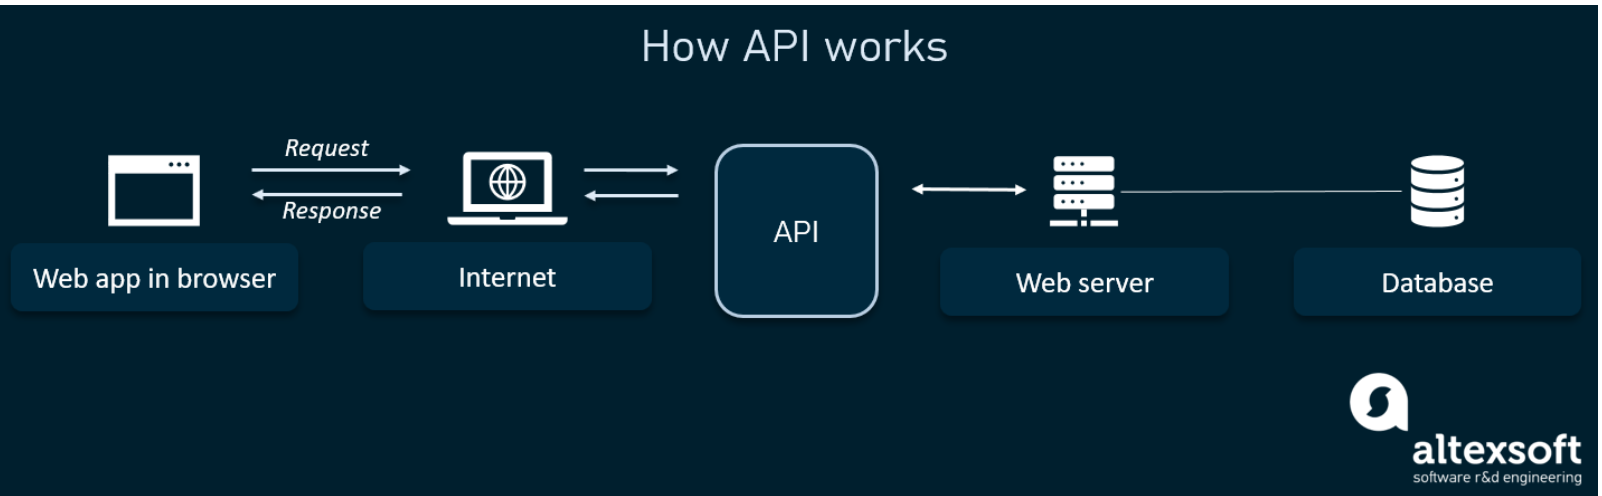 How API works
Request
Response
API
Web app in browser
Internet
Web server
Database
altexsoft
software r&d engineering